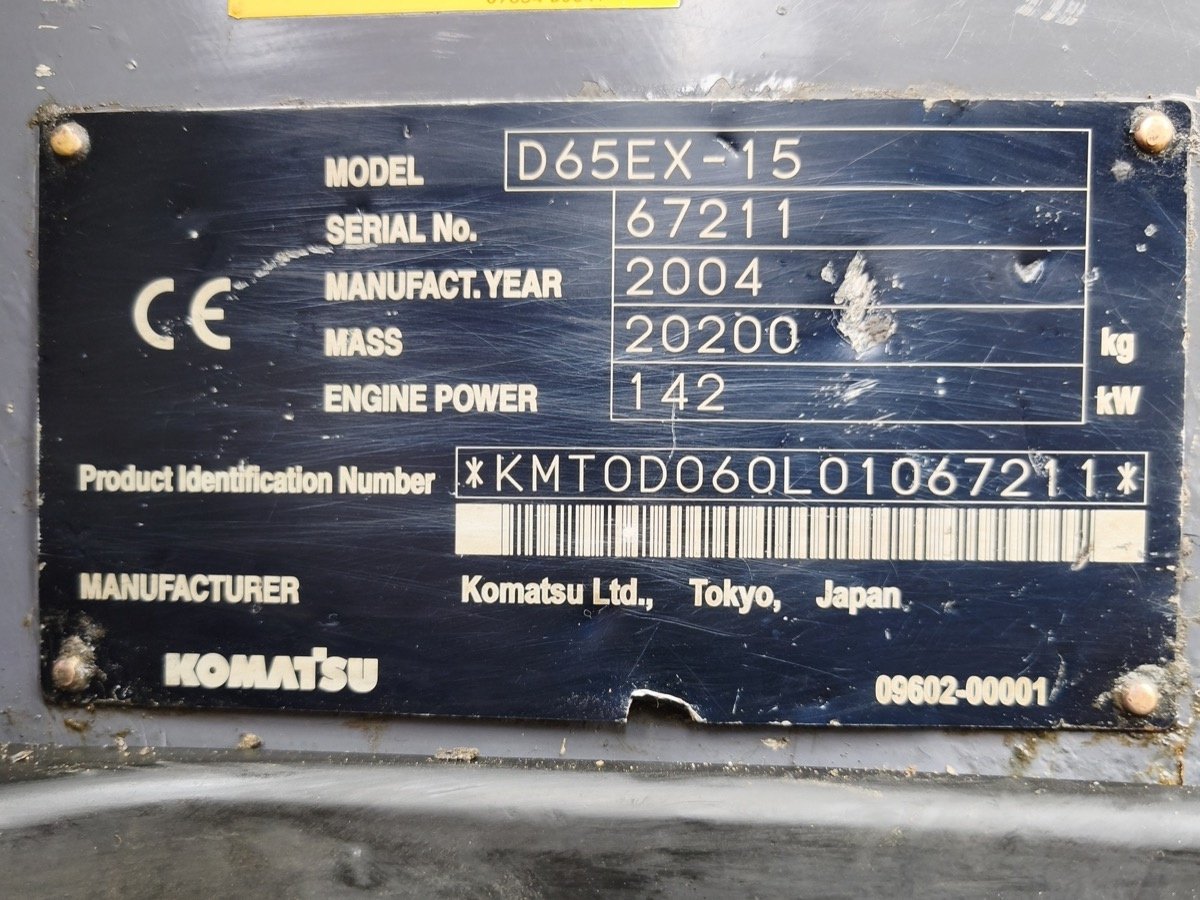 MODEL D65EX-15
SERIAL No. 67211
MANUFACT. YEAR 2004
MASS 20200 kg
ENGINE POWER 142 kW
CE
Product Identification Number *KMT0D060L01067211*
MANUFACTURER Komatsu Ltd., Tokyo, Japan
KOMATSU
09602-00001